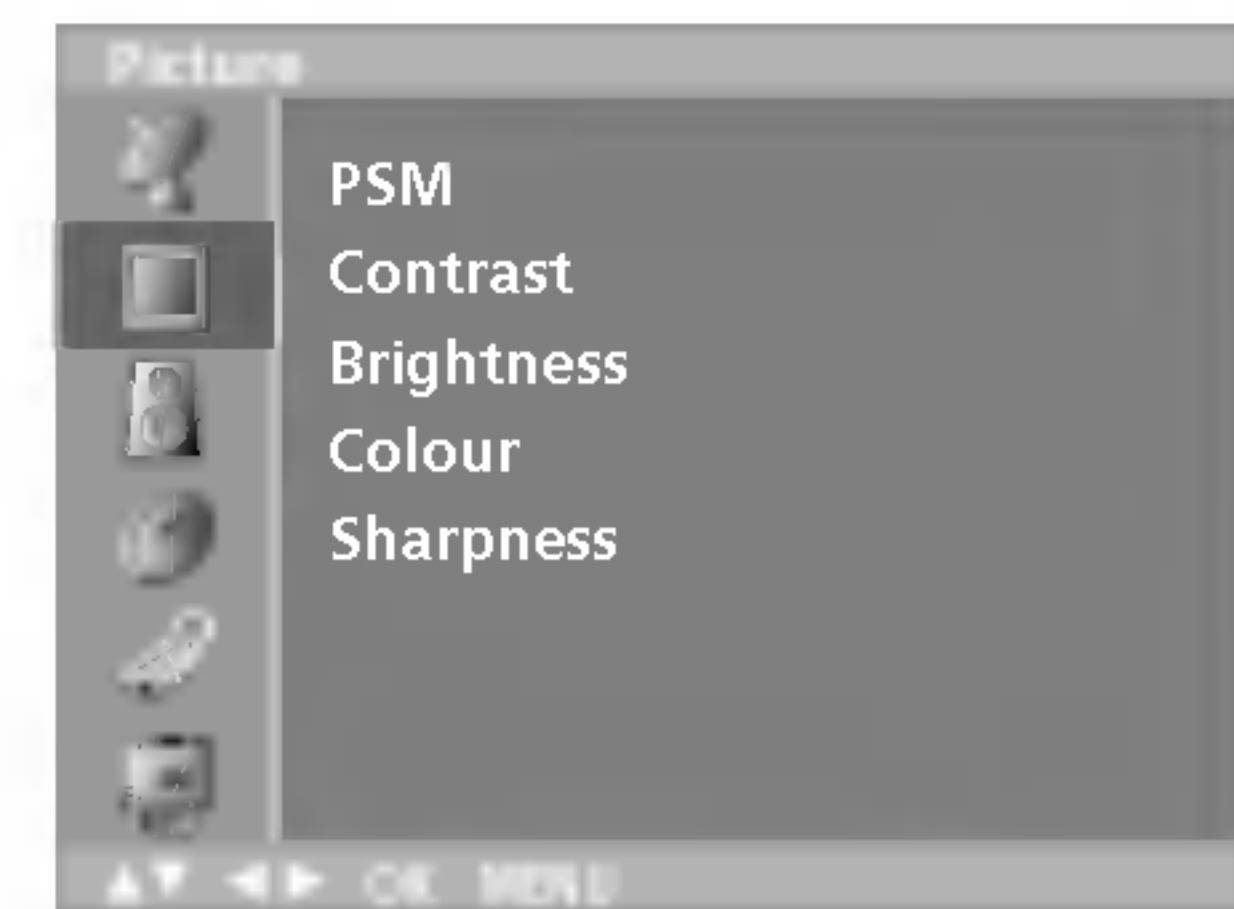 Picture
PSM
Contrast
Brightness
Colour
Sharpness
▲▼ ◀▶ OK MENU